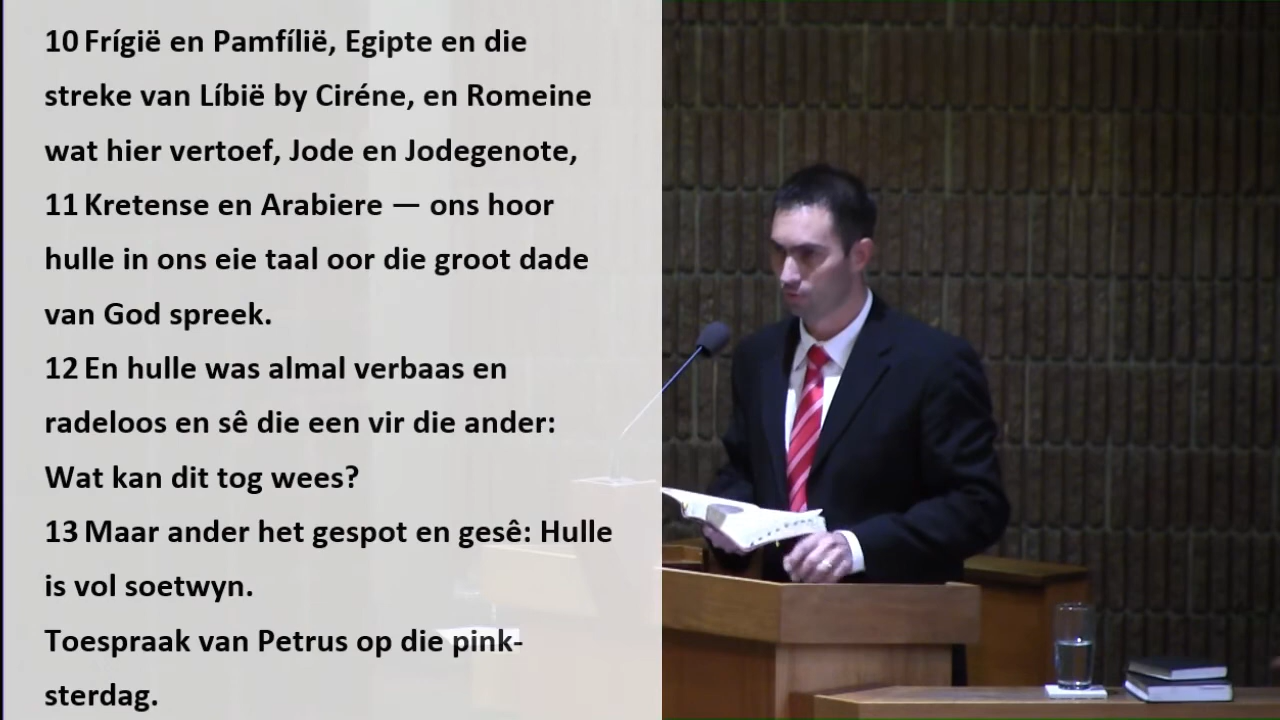 10 Frígië en Pamfílië, Egipte en die
streke van Líbië by Ciréne, en Romeine
wat hier vertoef, Jode en Jodegenote,
11 Kretense en Arabiere — ons hoor
hulle in ons eie taal oor die groot dade
van God spreek.
12 En hulle was almal verbaas en
radeloos en sê die een vir die ander:
Wat kan dit tog wees?
13 Maar ander het gespot en gesê: Hulle
is vol soetwyn.
Toespraak van Petrus op die pink-
sterdag.